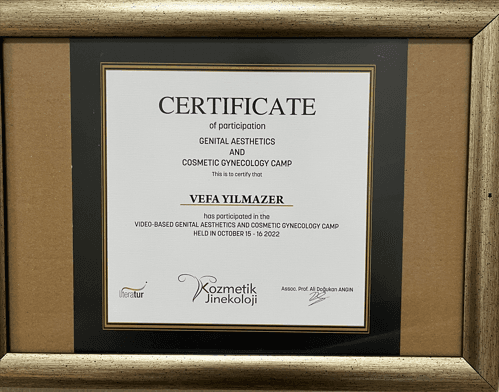 CERTIFICATE
of participation
GENITAL AESTHETICS
AND
COSMETIC GYNECOLOGY CAMP
This is to certify that
VEFA YILMAZER
has participated in the
VIDEO-BASED GENITAL AESTHETICS AND COSMETIC GYNECOLOGY CAMP
HELD IN OCTOBER 15 - 16 2022
literatur
Kozmetik
Jinekoloji
Assoc. Prof. Ali Doğukan ANGIN